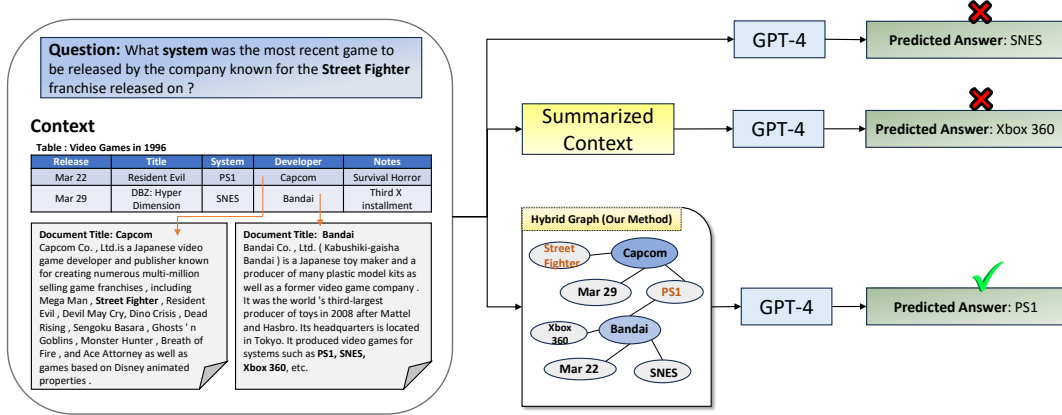 Question: What system was the most recent game to
be released by the company known for the Street Fighter
franchise released on ?
Context
Table : Video Games in 1996
Release Title System Developer Notes
Mar 22 Resident Evil PS1 Capcom Survival Horror
Mar 29 DBZ: Hyper Dimension SNES Bandai Third X installment
Document Title: Capcom
Capcom Co. , Ltd.is a Japanese video
game developer and publisher known
for creating numerous multi-million
selling game franchises , including
Mega Man , Street Fighter , Resident
Evil , Devil May Cry, Dino Crisis , Dead
Rising , Sengoku Basara , Ghosts ' n
Goblins , Monster Hunter , Breath of
Fire , and Ace Attorney as well as
games based on Disney animated
properties .
Document Title: Bandai
Bandai Co. , Ltd. ( Kabushiki-gaisha
Bandai ) is a Japanese toy maker and a
producer of many plastic model kits as
well as a former video game company .
It was the world 's third-largest
producer of toys in 2008 after Mattel
and Hasbro. Its headquarters is located
in Tokyo. It produced video games for
systems such as PS1, SNES,
Xbox 360, etc.
GPT-4
Predicted Answer: SNES
Summarized
Context
GPT-4
Predicted Answer: Xbox 360
Hybrid Graph (Our Method)
Street
Fighter
Capcom
Mar 29
PS1
Xbox
360
Bandai
Mar 22
SNES
GPT-4
Predicted Answer: PS1